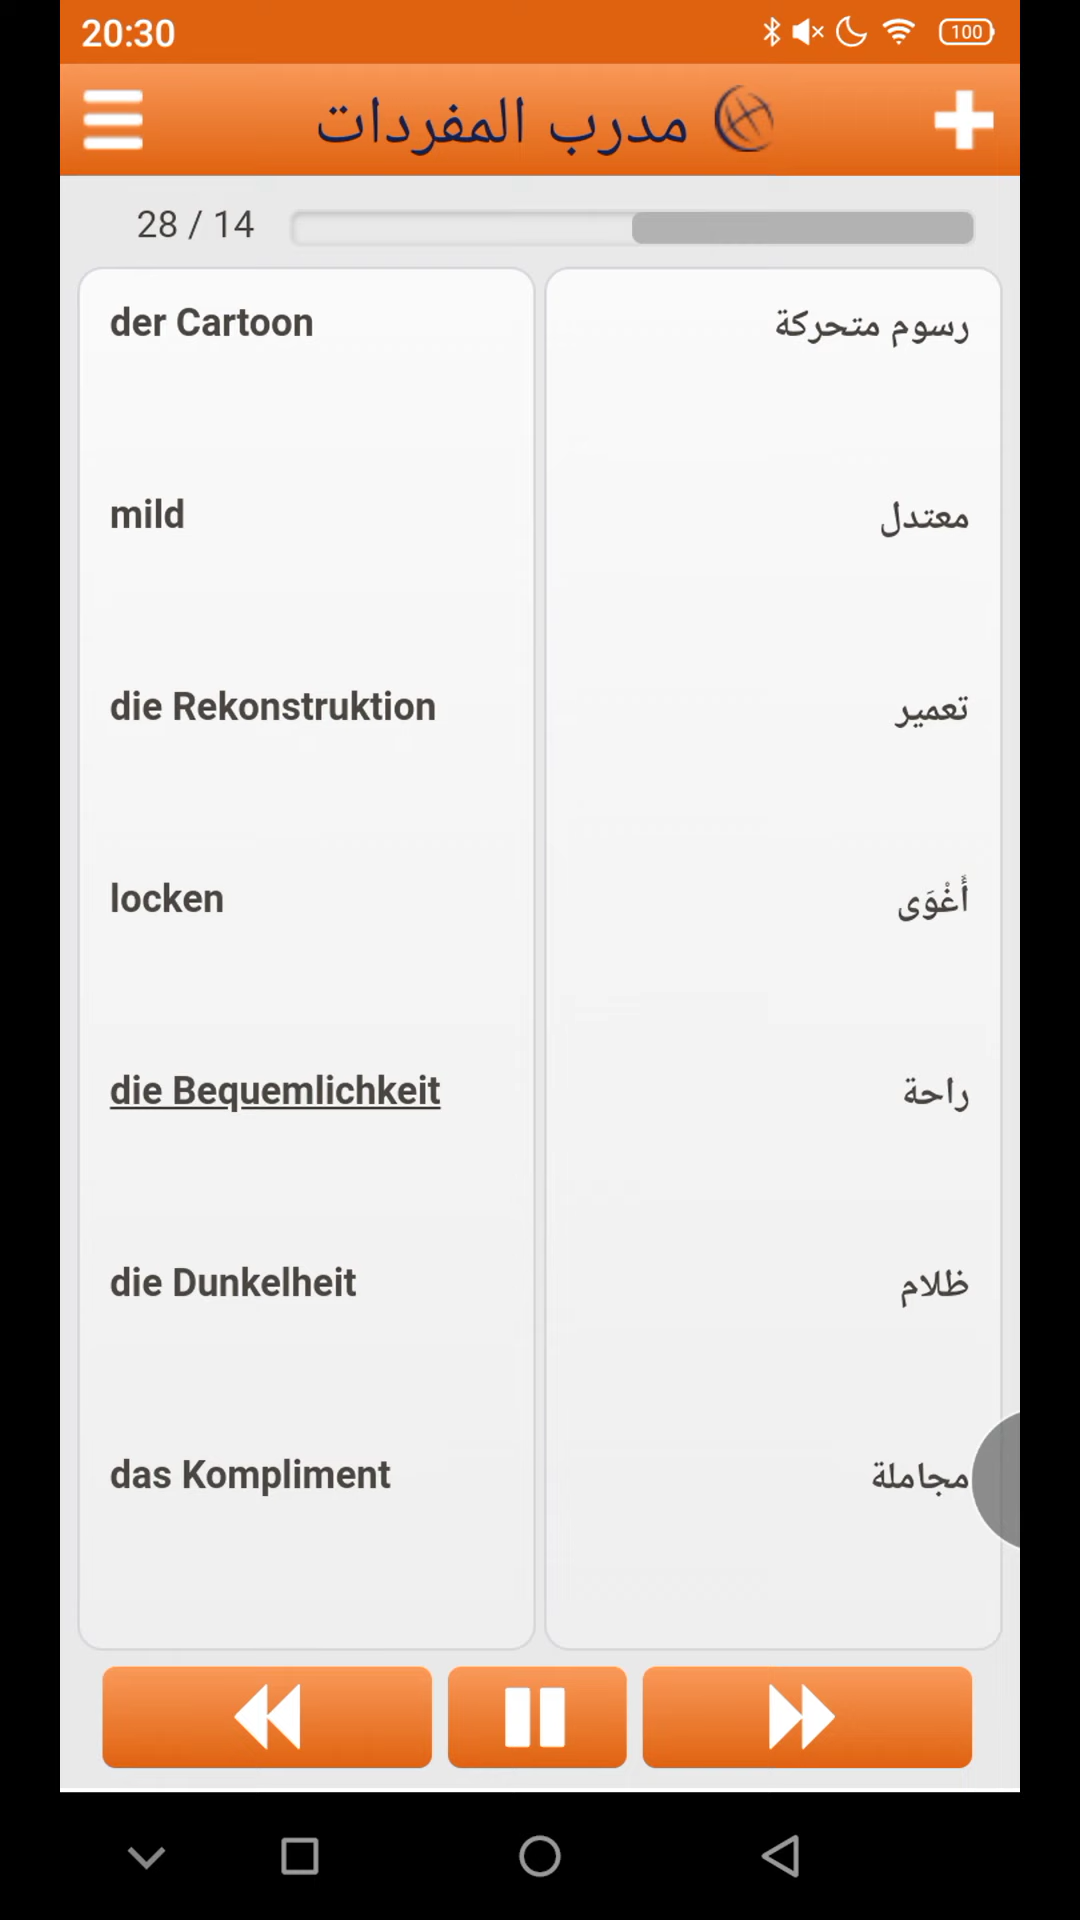 20:30
100
مدرب المفردات
28 / 14
der Cartoon
رسوم متحركة
mild
معتدل
die Rekonstruktion
تعمير
locken
أَغْوَى
die Bequemlichkeit
راحة
die Dunkelheit
ظلام
das Kompliment
مجاملة